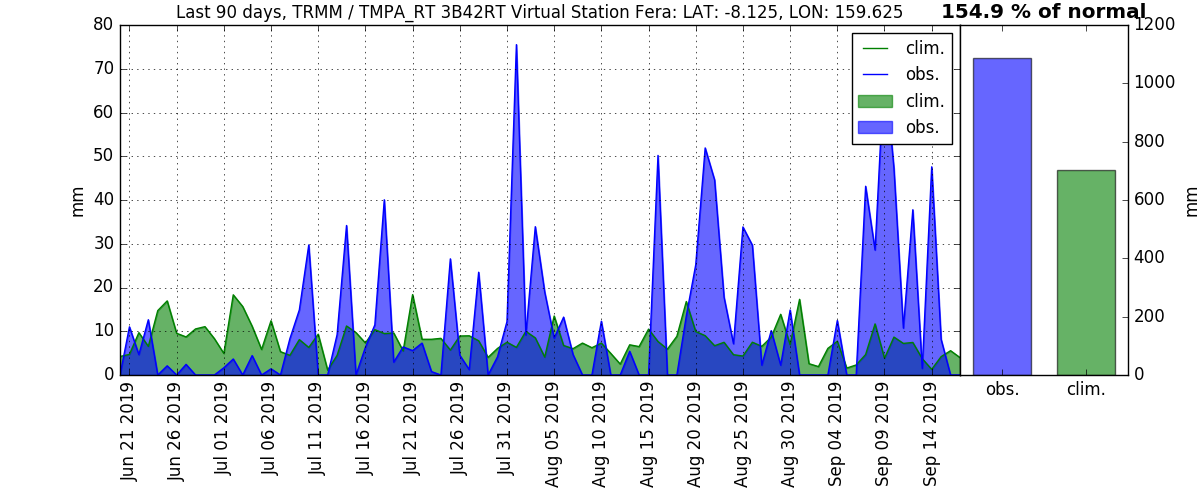 Last 90 days, TRMM / TMPA_RT 3B42RT Virtual Station Fera: LAT: -8.125, LON: 159.625
154.9 % of normal
80
70
60
50
40
30
20
10
0
mm
clim.
obs.
clim.
obs.
Jun 21 2019
Jun 26 2019
Jul 01 2019
Jul 06 2019
Jul 11 2019
Jul 16 2019
Jul 21 2019
Jul 26 2019
Jul 31 2019
Aug 05 2019
Aug 10 2019
Aug 15 2019
Aug 20 2019
Aug 25 2019
Aug 30 2019
Sep 04 2019
Sep 09 2019
Sep 14 2019
1200
1000
800
600
400
200
0
mm
obs.
clim.